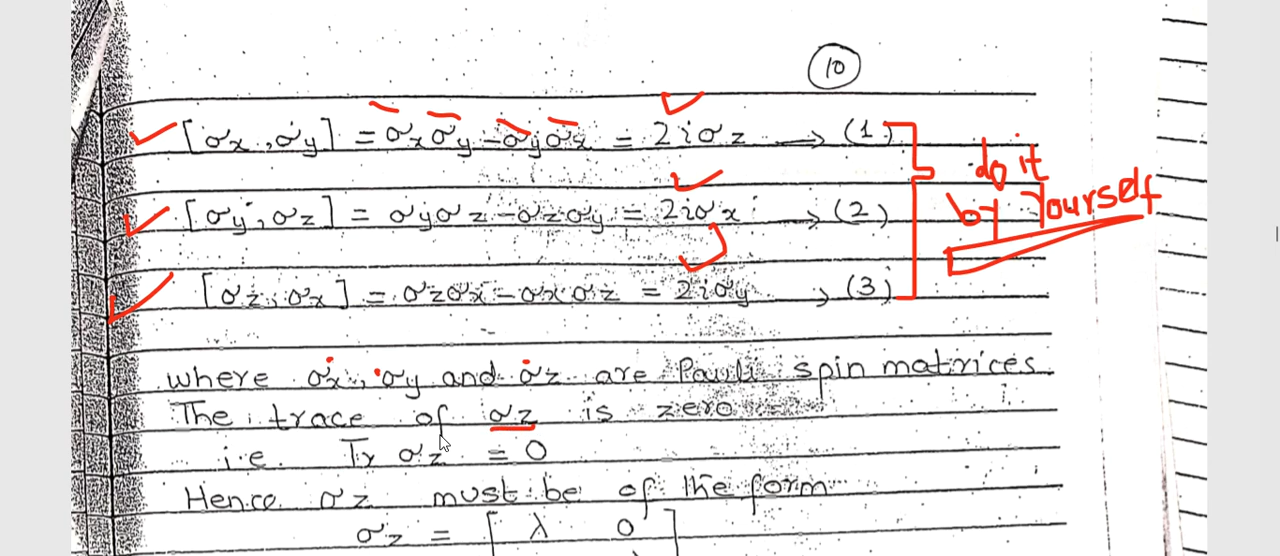 10
[σx, σy] = σxσy - σyσx = 2iσz → (1)
do it
[σy, σz] = σyσz - σzσy = 2iσx → (2)
by Yourself
[σz, σx] = σzσx - σxσz = 2iσy → (3)
where σx, σy and σz are Pauli spin matrices.
The trace of σz is zero
i.e. Tr σz = 0
Hence σz must be of the form
σz = [ λ 0 ]